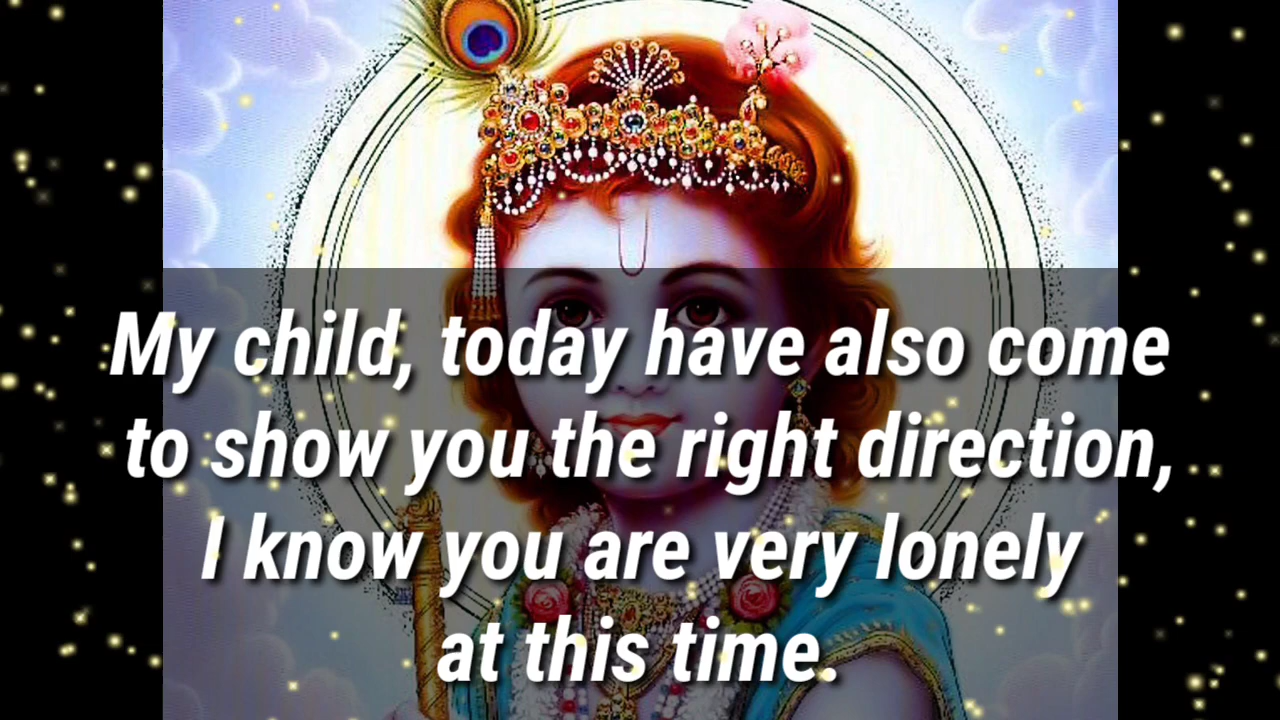 My child, today have also come
to show you the right direction,
I know you are very lonely
at this time.